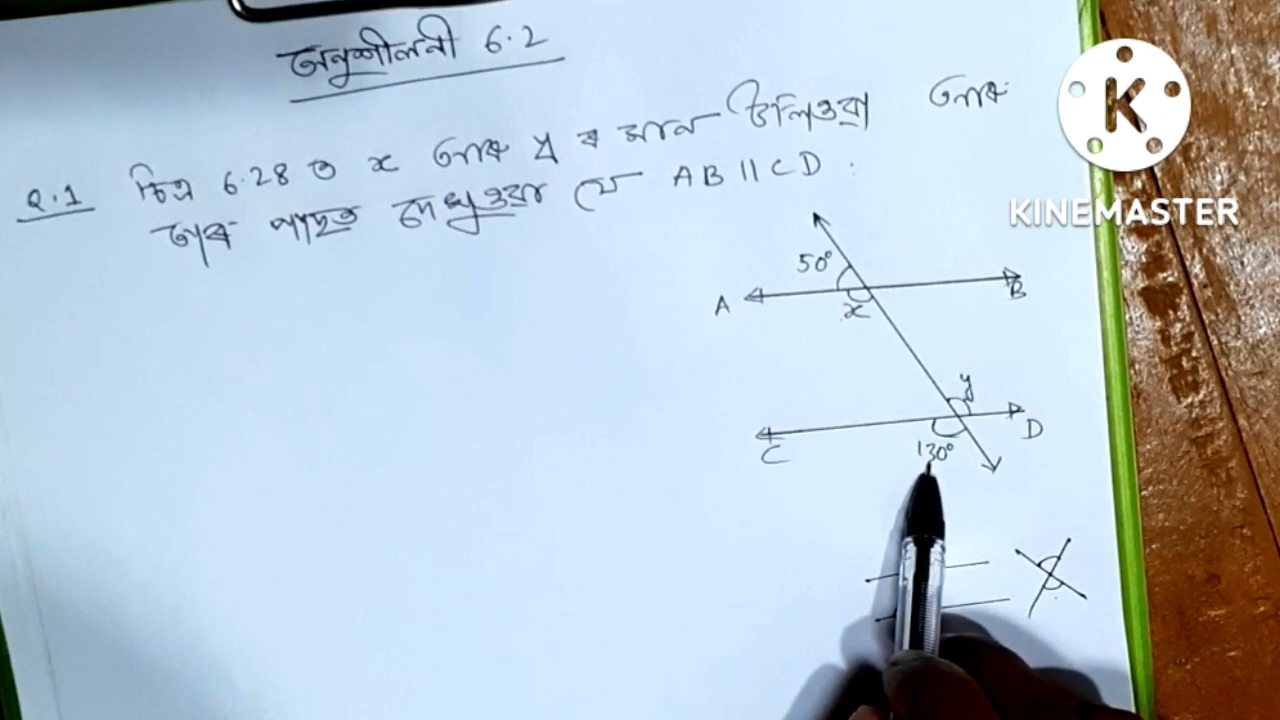 অনুশীলনী 6.2
Q.1 চিত্ৰ 6.28 ত x আৰু y ৰ মান উলিওৱা আৰু
তাৰ পাছত দেখুওৱা যে AB || CD .
50°
A
B
x
y
C
D
130°
K
KINEMASTER